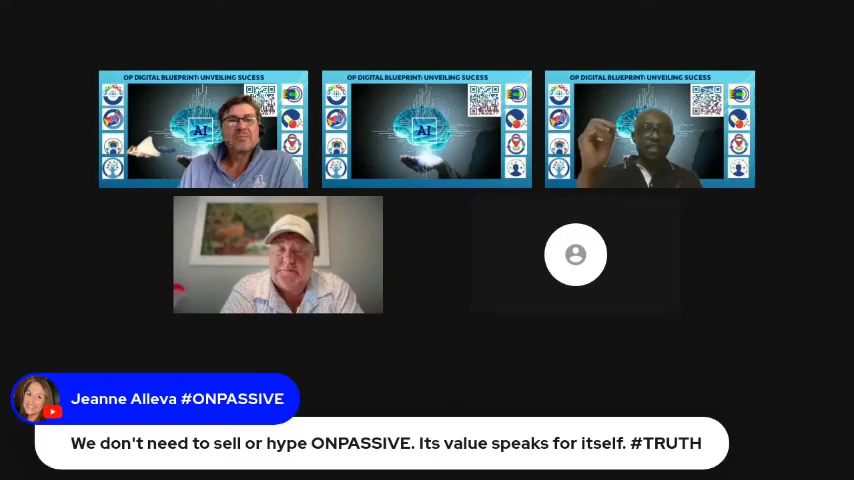 OP DIGITAL BLUEPRINT: UNVEILING SUCESS
AI
OP DIGITAL BLUEPRINT: UNVEILING SUCESS
AI
OP DIGITAL BLUEPRINT: UNVEILING SUCESS
Jeanne Alleva #ONPASSIVE
We don't need to sell or hype ONPASSIVE. Its value speaks for itself. #TRUTH